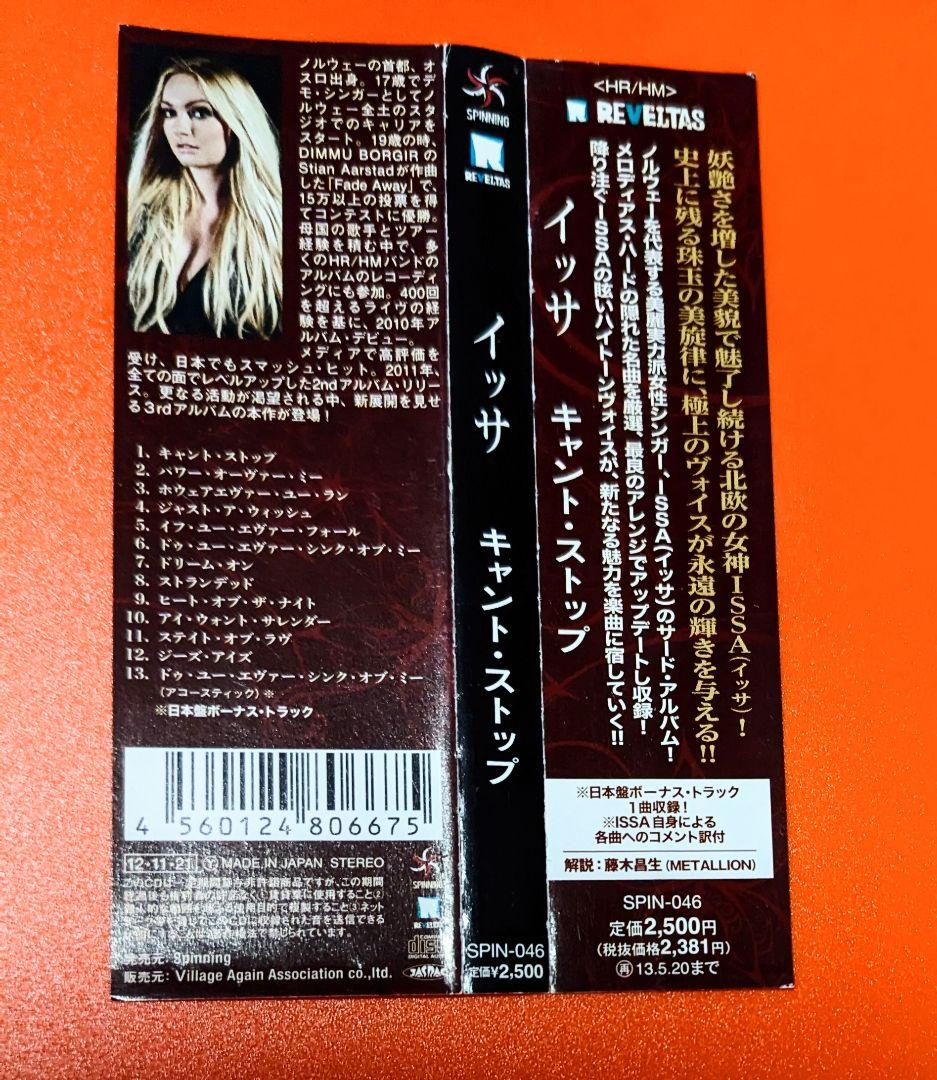 ノルウェーの首都、オ
スロ出身。17歳でデ
モ・シンガーとしてノ
ルウェー全土のスタ
ジオでのキャリアを
スタート。19歳の時、
DIMMU BORGIRの
Stian Aarstadが作曲
した「Fade Away」で、
15万以上の投票を得
てコンテストに優勝。
母国の歌手とツアー
経験を積む中で、多
くのHR/HMバンドの
アルバムのレコーディ
ングにも参加。400回
を超えるライヴの経
験を基に、2010年ア
ルバム・デビュー。
メディアで高評価を
受け、日本でもスマッシュ・ヒット。2011年、
全ての面でレベルアップした2ndアルバム・リリー
ス。更なる活動が渇望される中、新展開を見せ
る3rdアルバムの本作が登場！
1. キャント・ストップ
2. パワー・オーヴァー・ミー
3. ホウェアエヴァー・ユー・ラン
4. ジャスト・ア・ウィッシュ
5. イフ・ユー・エヴァー・フォール
6. ドゥ・ユー・エヴァー・シンク・オブ・ミー
7. ドリーム・オン
8. ストランデッド
9. ヒート・オブ・ザ・ナイト
10. アイ・ウォント・サレンダー
11. ステイト・オブ・ラヴ
12. ジーズ・アイズ
13. ドゥ・ユー・エヴァー・シンク・オブ・ミー
(アコースティック)※
※日本盤ボーナス・トラック
4 560124 806675
12・11・21 Ⓨ MADE IN JAPAN STEREO
SPINNING
REVELTAS
COMPACT disc DIGITAL AUDIO
JASRAC
発売元：Spinning
販売元：Village Again Association co.,ltd.
SPINNING
REVELTAS
イッサ キャント・ストップ
SPIN-046
定価¥2,500
<HR/HM>
REVELTAS
妖艶さを増した美貌で魅了し続ける北欧の女神ISSA(イッサ)！
史上に残る珠玉の美旋律に、極上のヴォイスが永遠の輝きを与える!!
ノルウェーを代表する美麗実力派女性シンガー、ISSA(イッサ)のサード・アルバム！
メロディアス・ハードの隠れた名曲を厳選、最良のアレンジでアップデートし収録！
降り注ぐISSAの眩いハイトーンヴォイスが、新たなる魅力を楽曲に宿していく!!
イッサ キャント・ストップ
※日本盤ボーナス・トラック
1曲収録！
※ISSA自身による
各曲へのコメント訳付
解説：藤木昌生(METALLION)
SPIN-046
定価2,500円
(税抜価格2,381円)
㊣13.5.20まで